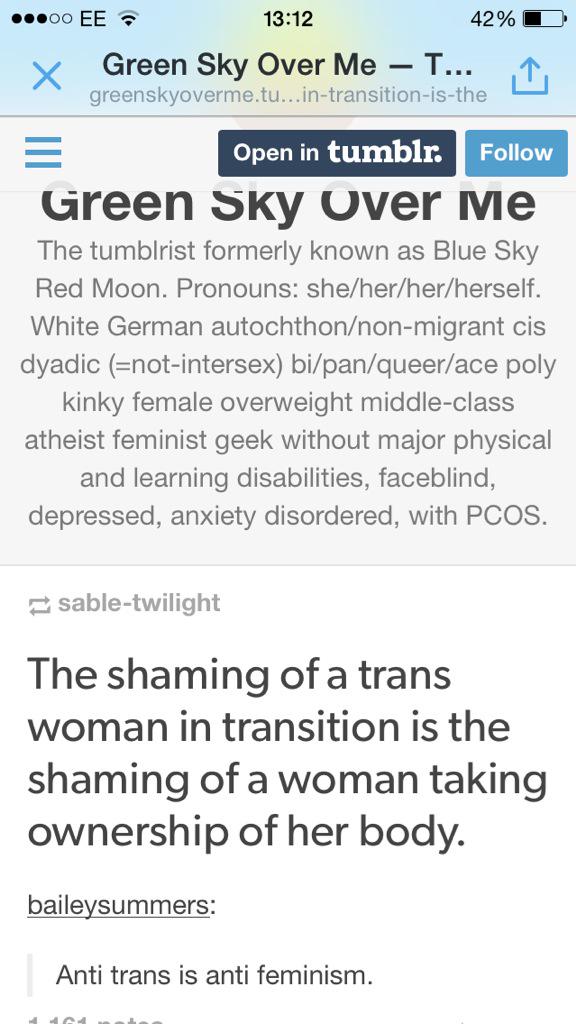 EE 13:12 42%
Green Sky Over Me — T...
greenskyoverme.tu...in-transition-is-the
Open in tumblr. Follow
Green Sky Over Me
The tumblrist formerly known as Blue Sky
Red Moon. Pronouns: she/her/her/herself.
White German autochthon/non-migrant cis
dyadic (=not-intersex) bi/pan/queer/ace poly
kinky female overweight middle-class
atheist feminist geek without major physical
and learning disabilities, faceblind,
depressed, anxiety disordered, with PCOS.
sable-twilight
The shaming of a trans
woman in transition is the
shaming of a woman taking
ownership of her body.
baileysummers:
Anti trans is anti feminism.
1,161 notes